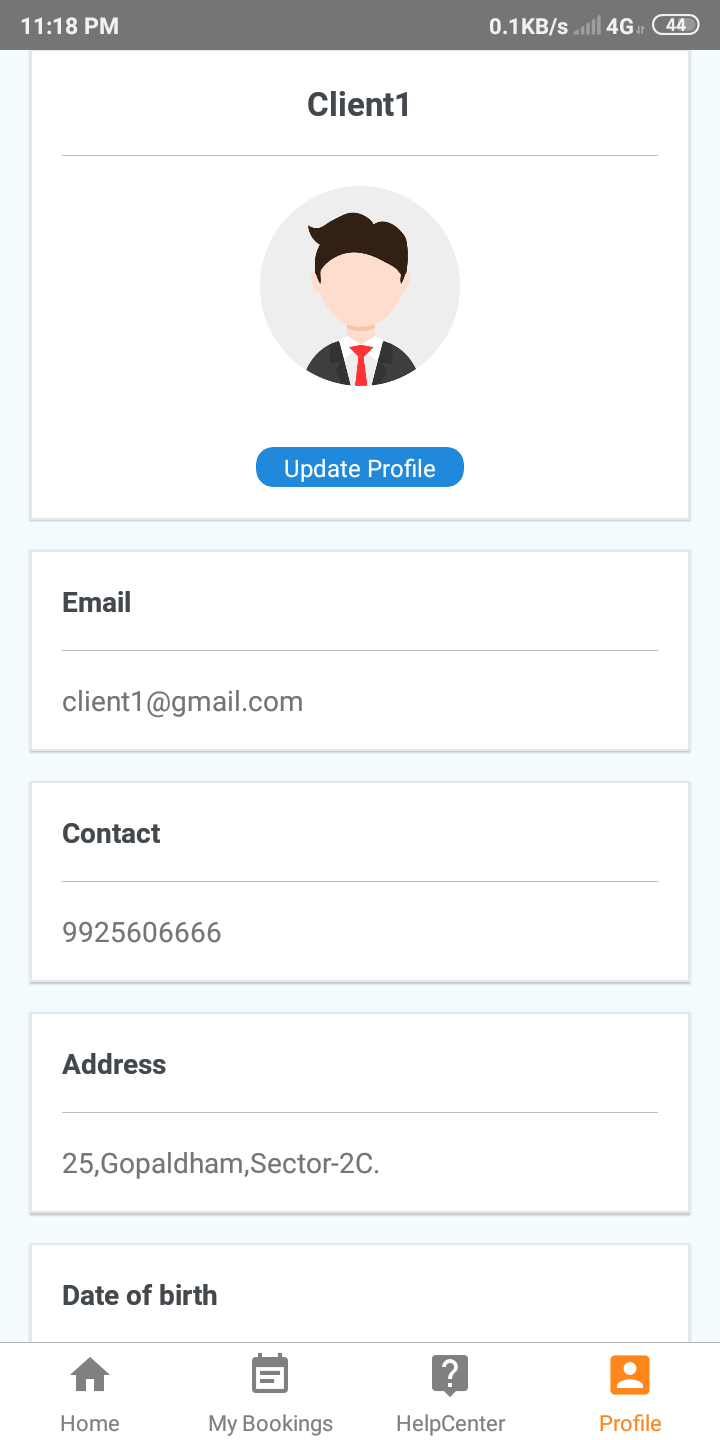 11:18 PM 0.1KB/s 4G 44
Client1
Update Profile
Email
client1@gmail.com
Contact
9925606666
Address
25,Gopaldham,Sector-2C.
Date of birth
Home My Bookings HelpCenter Profile